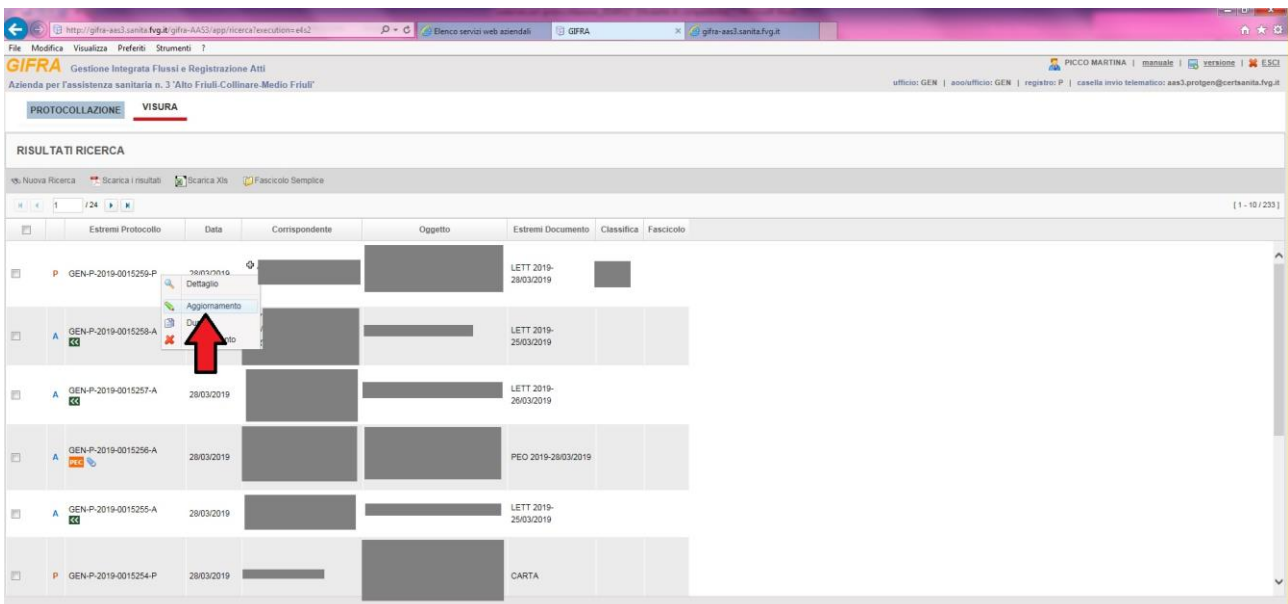 http://gifra-aas3.sanita.fvg.it/gifra-AAS3/app/ricerca?execution=e4s2
Elenco servizi web aziendali
GIFRA
gifra-aas3.sanita.fvg.it
File Modifica Visualizza Preferiti Strumenti ?
GIFRA Gestione Integrata Flussi e Registrazione Atti
PICCO MARTINA | manuale | versione | ESCI
Azienda per l'assistenza sanitaria n. 3 'Alto Friuli-Collinare-Medio Friuli'
ufficio: GEN | aoo/ufficio: GEN | registro: P | casella invio telematico: aas3.protgen@certsanita.fvg.it
PROTOCOLLAZIONE VISURA
RISULTATI RICERCA
Nuova Ricerca Scarica i risultati Scarica Xls Fascicolo Semplice
1 / 24 [ 1 - 10 / 233 ]
Estremi Protocollo Data Corrispondente Oggetto Estremi Documento Classifica Fascicolo
P GEN-P-2019-0015259-P 28/03/2019 LETT 2019-
28/03/2019
Dettaglio
Aggiornamento
A GEN-P-2019-0015258-A LETT 2019-
25/03/2019
A GEN-P-2019-0015257-A 28/03/2019 LETT 2019-
26/03/2019
A GEN-P-2019-0015256-A 28/03/2019 PEO 2019-28/03/2019
PEC
A GEN-P-2019-0015255-A 28/03/2019 LETT 2019-
25/03/2019
P GEN-P-2019-0015254-P 28/03/2019 CARTA